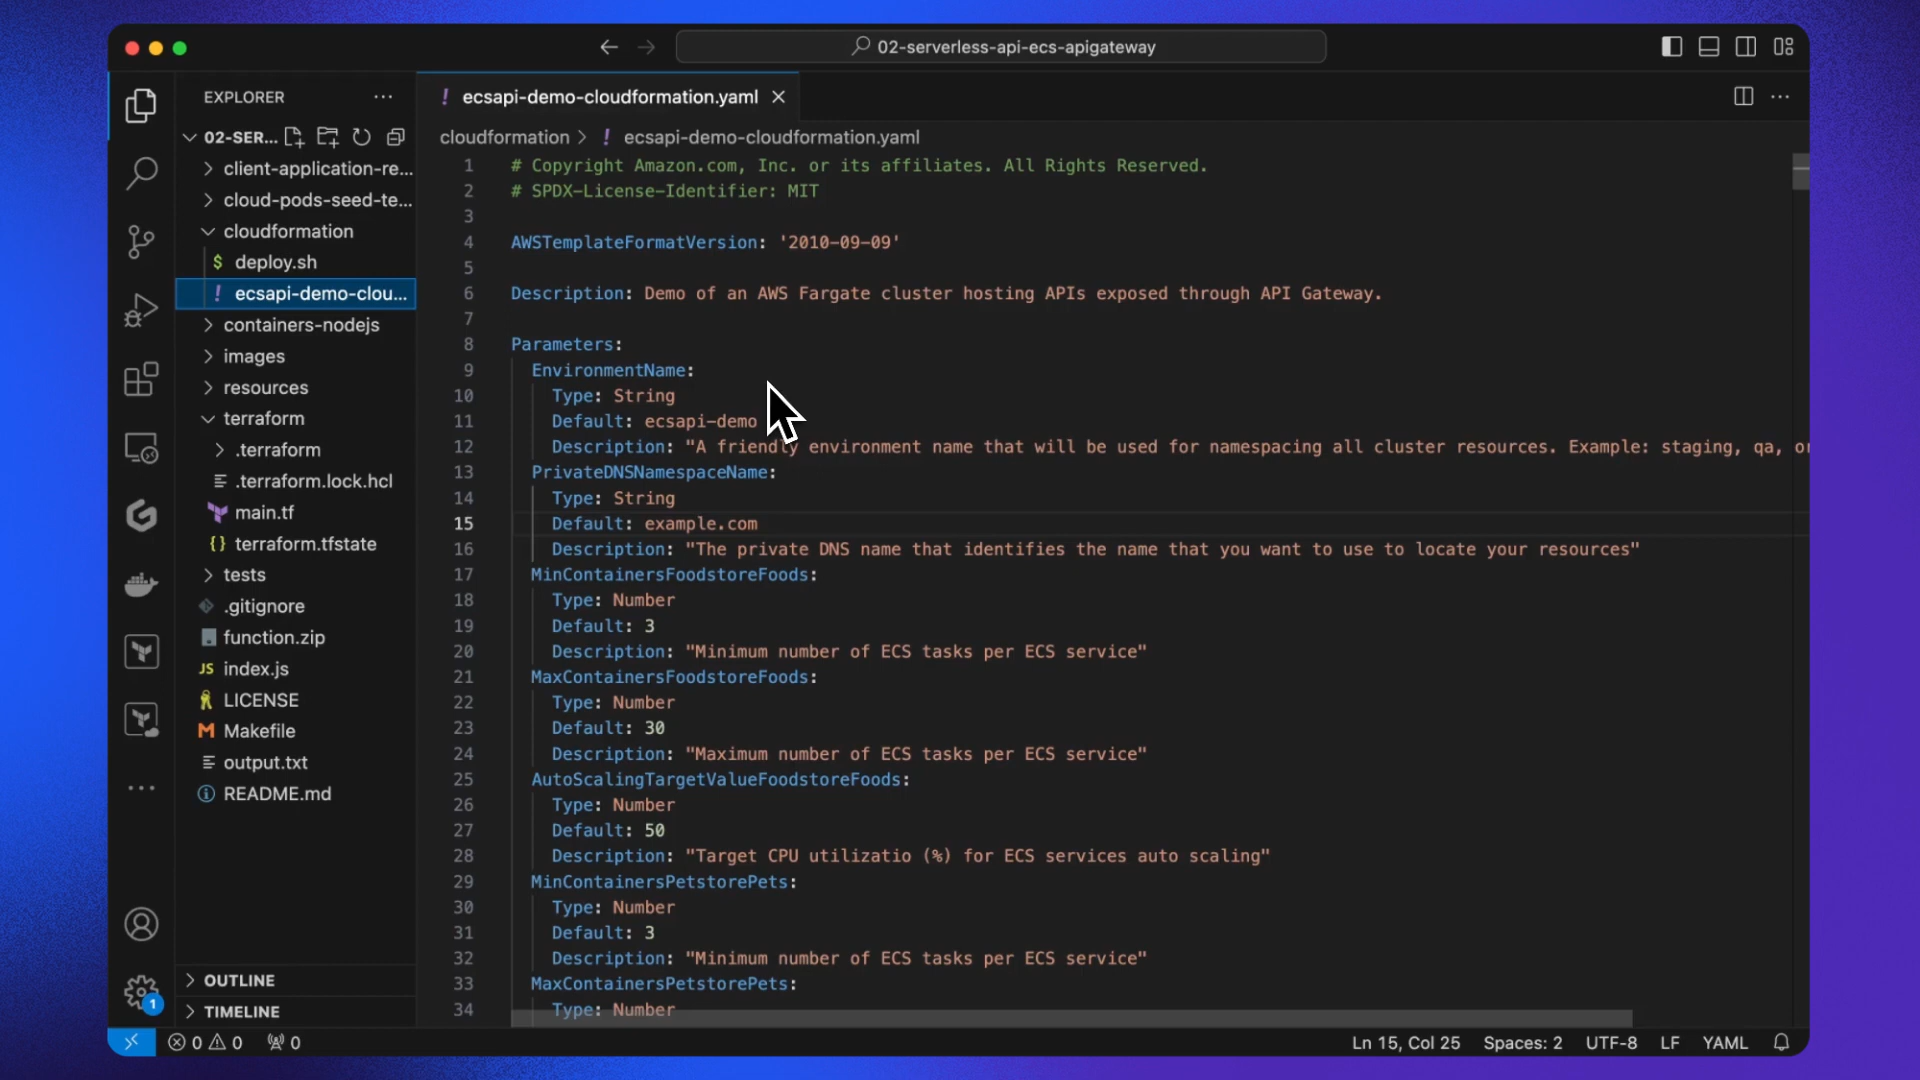 02-serverless-api-ecs-apigateway
EXPLORER
02-SER...
client-application-re...
cloud-pods-seed-te...
cloudformation
$ deploy.sh
! ecsapi-demo-clou...
containers-nodejs
images
resources
terraform
.terraform
.terraform.lock.hcl
main.tf
{} terraform.tfstate
tests
.gitignore
function.zip
JS index.js
LICENSE
M Makefile
output.txt
README.md
OUTLINE
TIMELINE
1
! ecsapi-demo-cloudformation.yaml
cloudformation > ! ecsapi-demo-cloudformation.yaml
1 # Copyright Amazon.com, Inc. or its affiliates. All Rights Reserved.
2 # SPDX-License-Identifier: MIT
3
4 AWSTemplateFormatVersion: '2010-09-09'
5
6 Description: Demo of an AWS Fargate cluster hosting APIs exposed through API Gateway.
7
8 Parameters:
9 EnvironmentName:
10 Type: String
11 Default: ecsapi-demo
12 Description: "A friendly environment name that will be used for namespacing all cluster resources. Example: staging, qa, or
13 PrivateDNSNamespaceName:
14 Type: String
15 Default: example.com
16 Description: "The private DNS name that identifies the name that you want to use to locate your resources"
17 MinContainersFoodstoreFoods:
18 Type: Number
19 Default: 3
20 Description: "Minimum number of ECS tasks per ECS service"
21 MaxContainersFoodstoreFoods:
22 Type: Number
23 Default: 30
24 Description: "Maximum number of ECS tasks per ECS service"
25 AutoScalingTargetValueFoodstoreFoods:
26 Type: Number
27 Default: 50
28 Description: "Target CPU utilizatio (%) for ECS services auto scaling"
29 MinContainersPetstorePets:
30 Type: Number
31 Default: 3
32 Description: "Minimum number of ECS tasks per ECS service"
33 MaxContainersPetstorePets:
34 Type: Number
0 0 0
Ln 15, Col 25 Spaces: 2 UTF-8 LF YAML